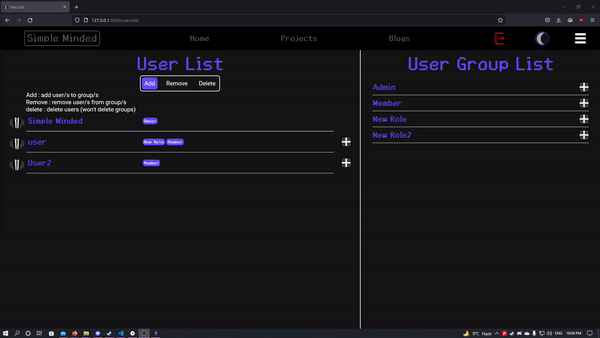 User List
127.0.0.1:5000/users/list
Simple Minded
Home
Projects
Blogs
User List
Add
Remove
Delete
Add : add user/s to group/s
Remove : remove user/s from group/s
delete : delete users (won't delete groups)
Simple Minded
Owner
user
New Role
Member
User2
Member
User Group List
Admin
Member
New Role
New Role2
9°C Haze
ENG
10:06 PM